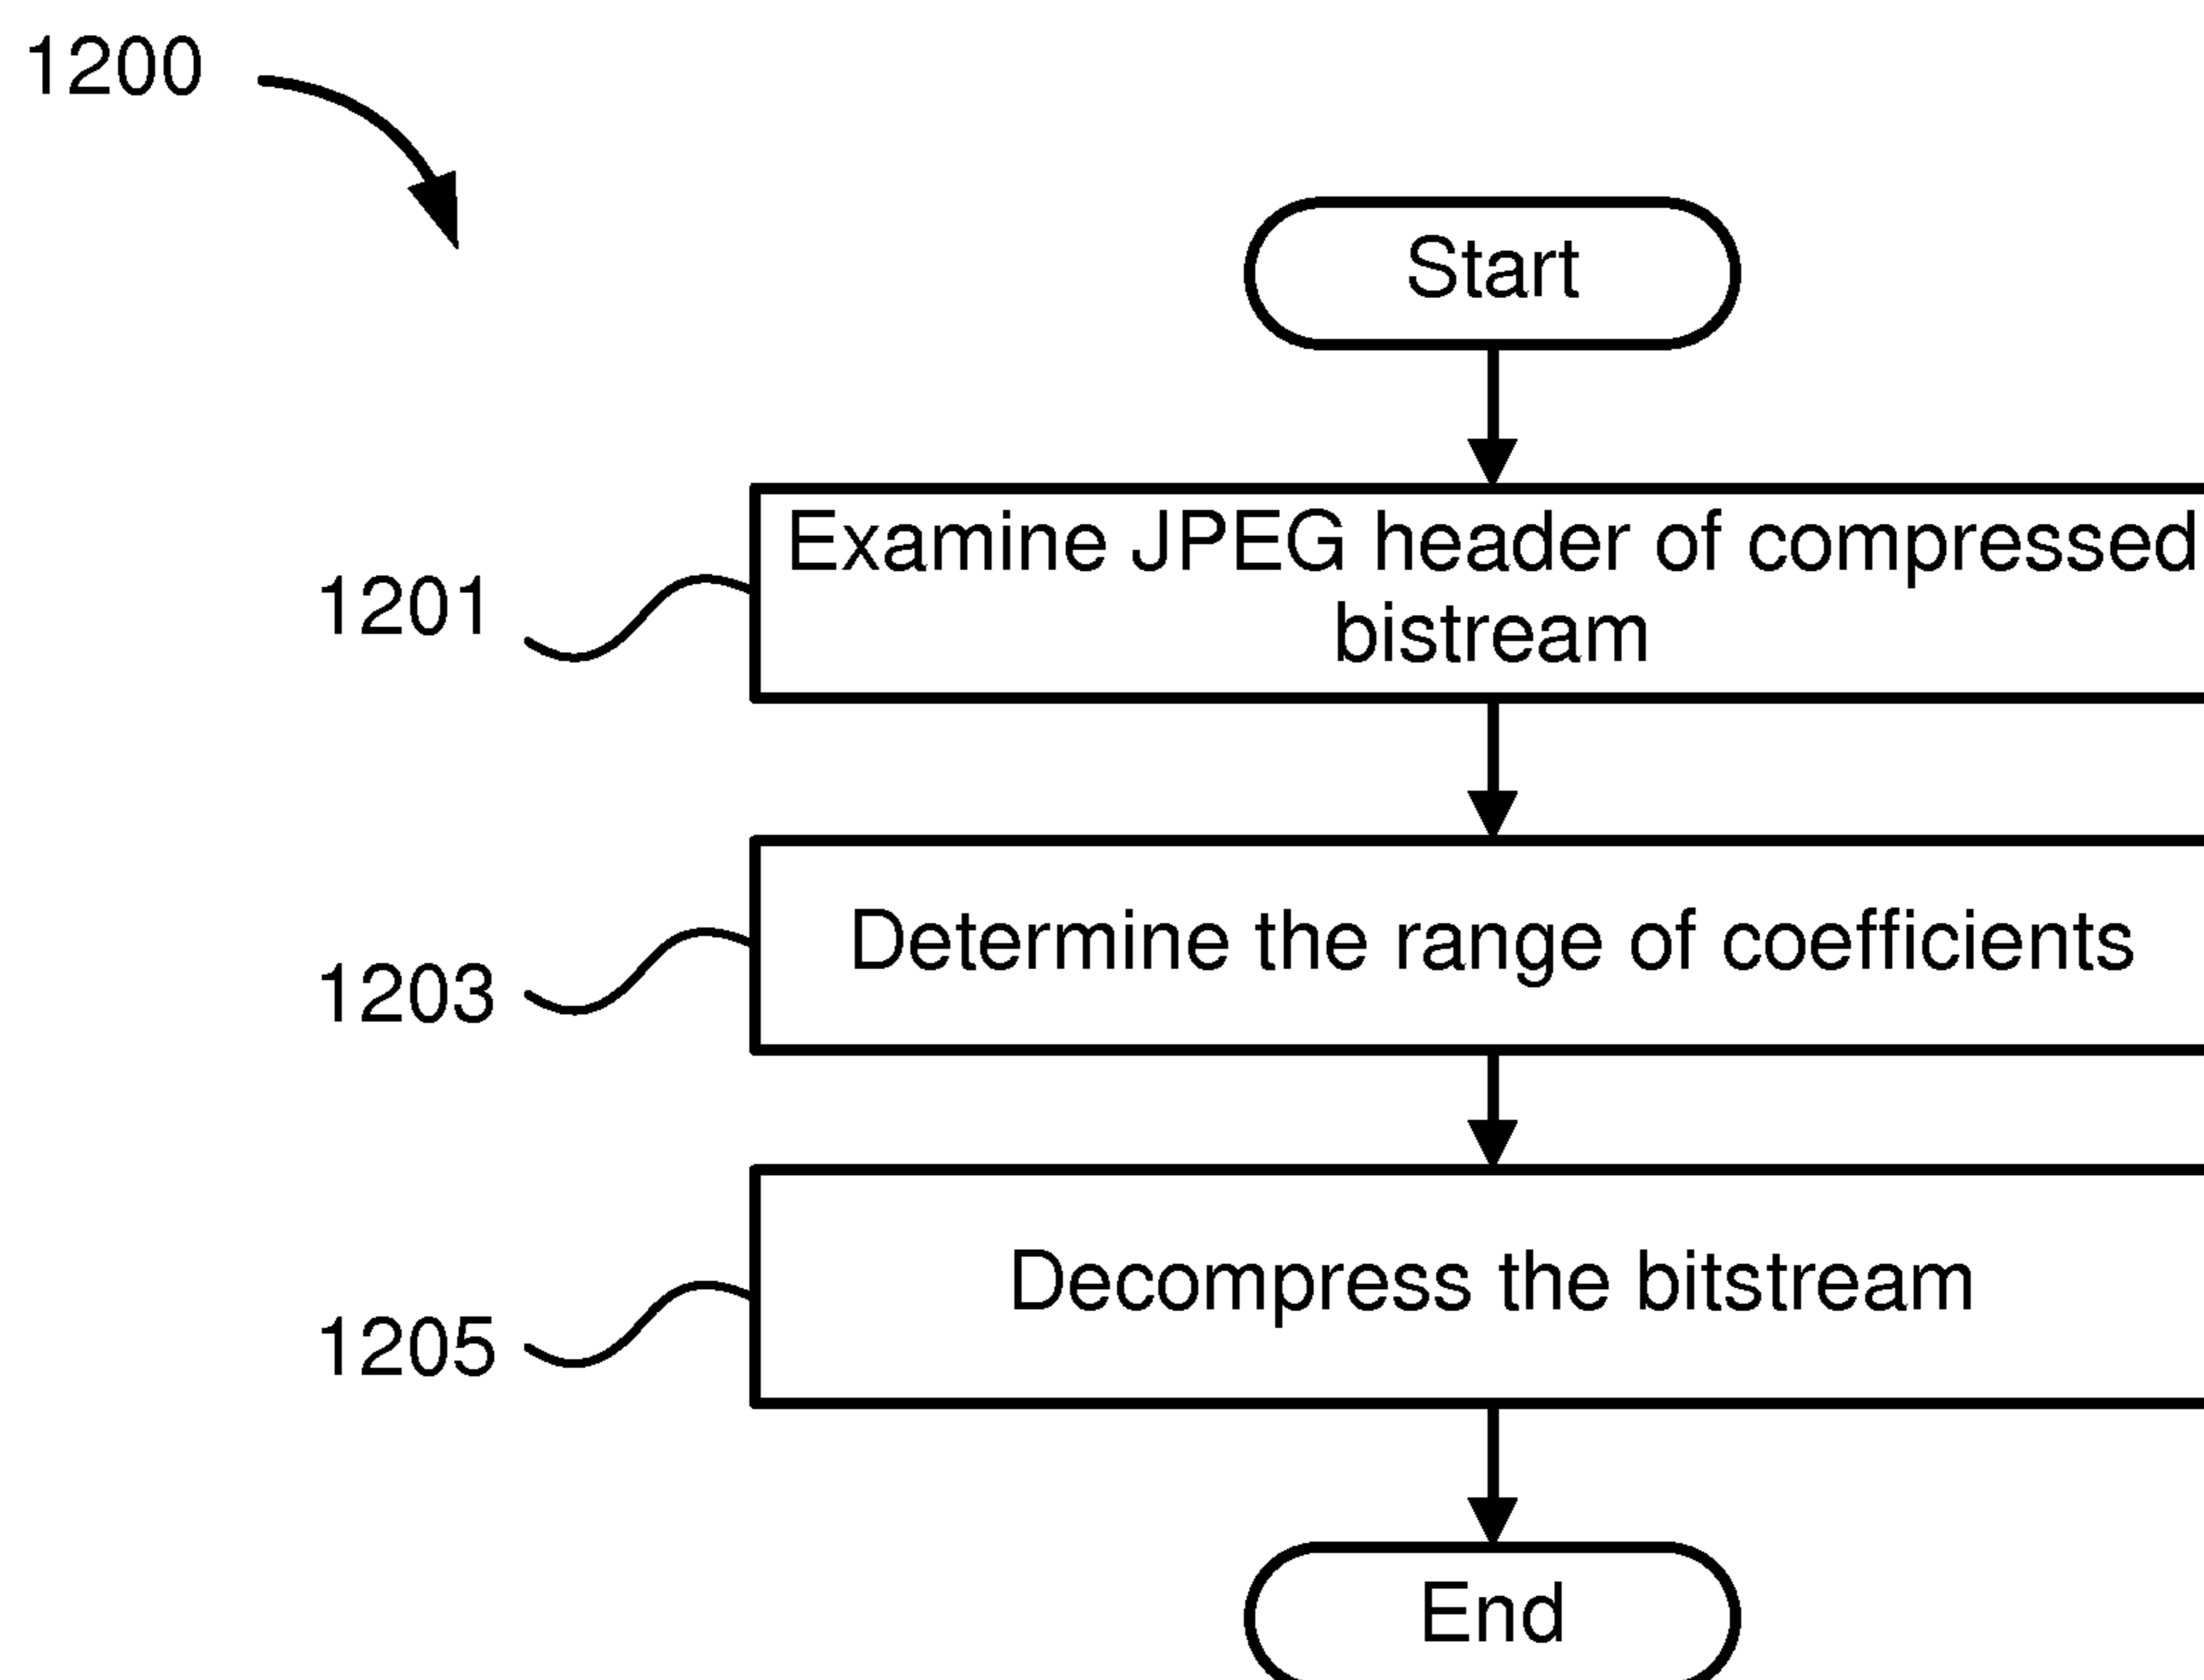 1200
Start
Examine JPEG header of compressed
bistream
1201
Determine the range of coefficients
1203
Decompress the bitstream
1205
End